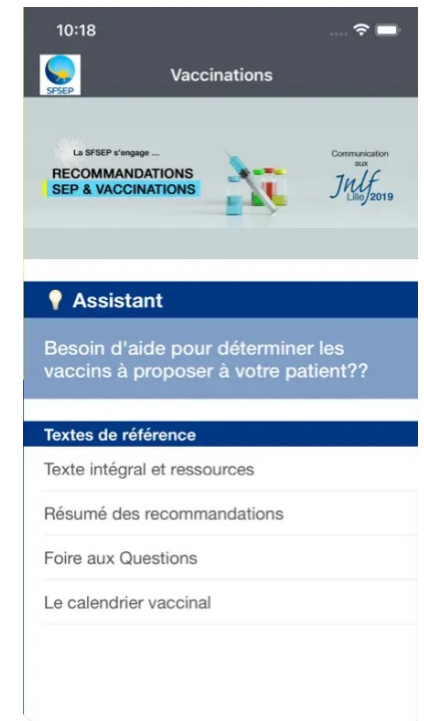 10:18
SFSEP
Vaccinations
La SFSEP s'engage ...
RECOMMANDATIONS
SEP & VACCINATIONS
Communication
aux
JNLF
Lille 2019
Assistant
Besoin d'aide pour déterminer les
vaccins à proposer à votre patient??
Textes de référence
Texte intégral et ressources
Résumé des recommandations
Foire aux Questions
Le calendrier vaccinal